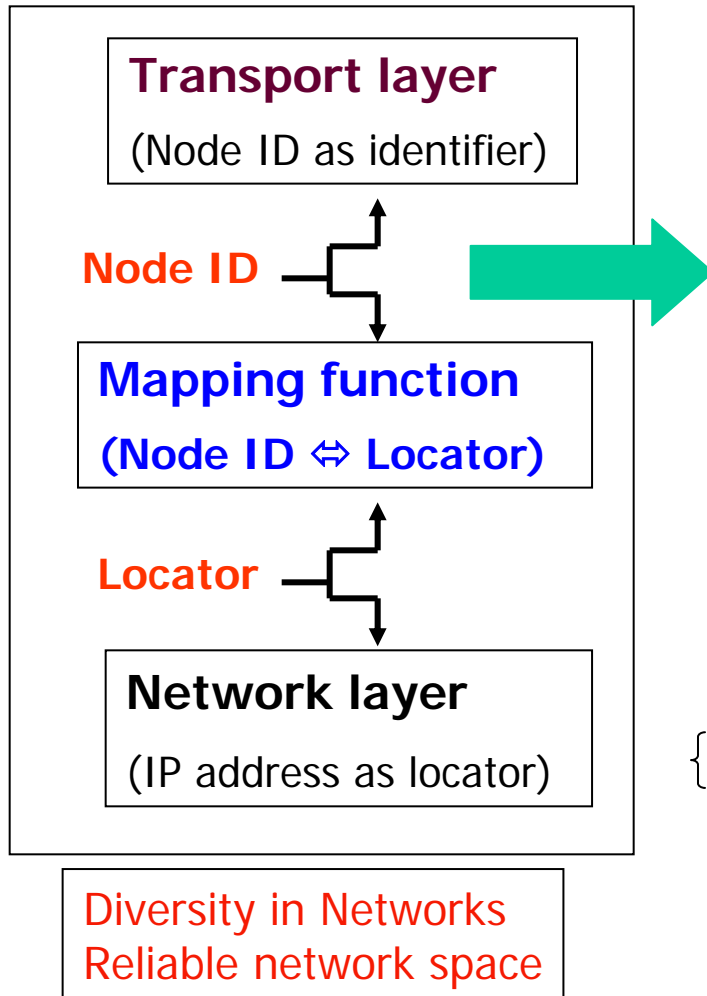 Transport layer
(Node ID as identifier)
Node ID
Mapping function
(Node ID ⇔ Locator)
Locator
Network layer
(IP address as locator)
{
Diversity in Networks
Reliable network space